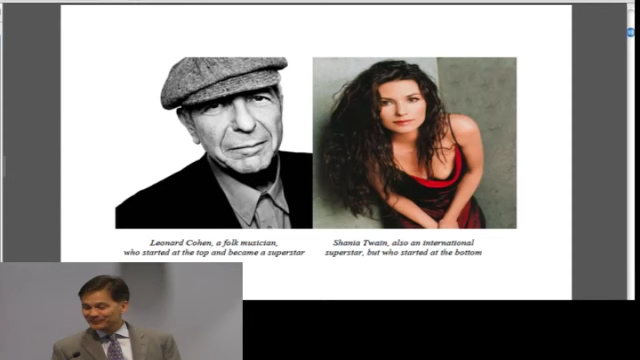 Leonard Cohen, a folk musician,
who started at the top and became a superstar
Shania Twain, also an international
superstar, but who started at the bottom